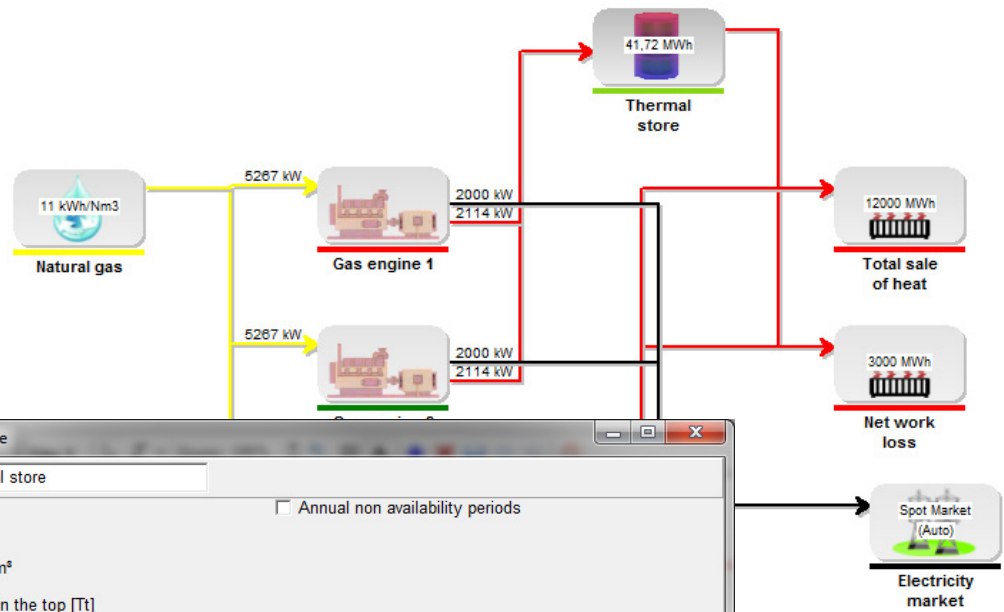 41,72 MWh
Thermal
store
5267 kW
11 kWh/Nm3
Natural gas
2000 kW
2114 kW
Gas engine 1
12000 MWh
Total sale
of heat
5267 kW
2000 kW
2114 kW
3000 MWh
Net work
loss
l store
Annual non availability periods
Spot Market
(Auto)
Electricity
market
n the top [Tt]